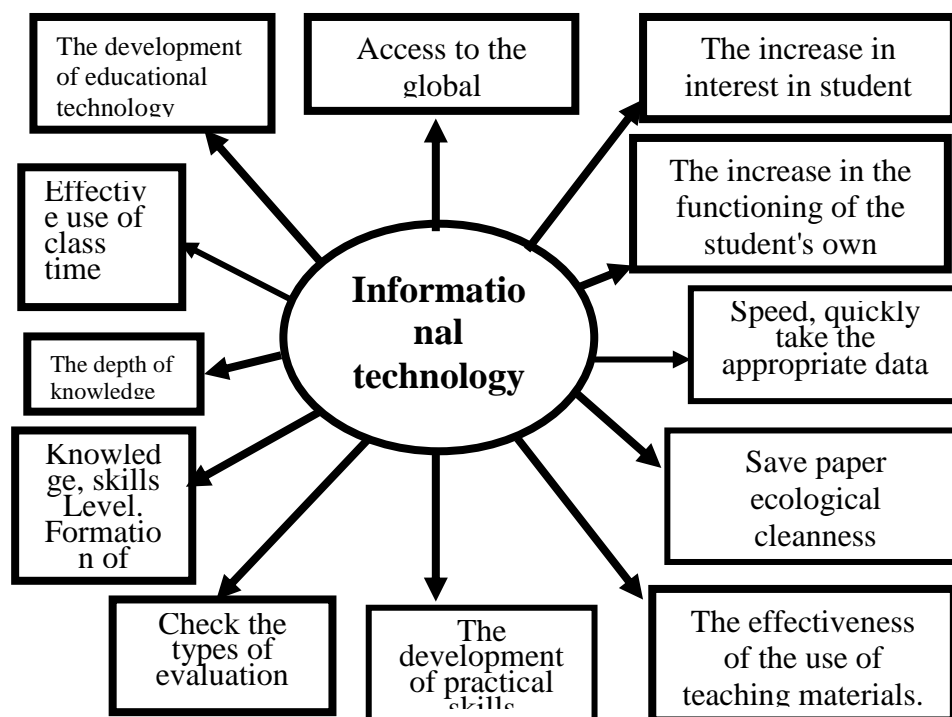 The development
of educational
technology
Access to the
global
The increase in
interest in student
Effectiv
e use of
class
time
The increase in the
functioning of the
student's own
Informatio
nal
technology
Speed, quickly
take the
appropriate data
The depth of
knowledge
Knowled
ge, skills
Level.
Formatio
n of
Save paper
ecological
cleanness
Check the
types of
evaluation
The
development
of practical
skills
The effectiveness
of the use of
teaching materials.